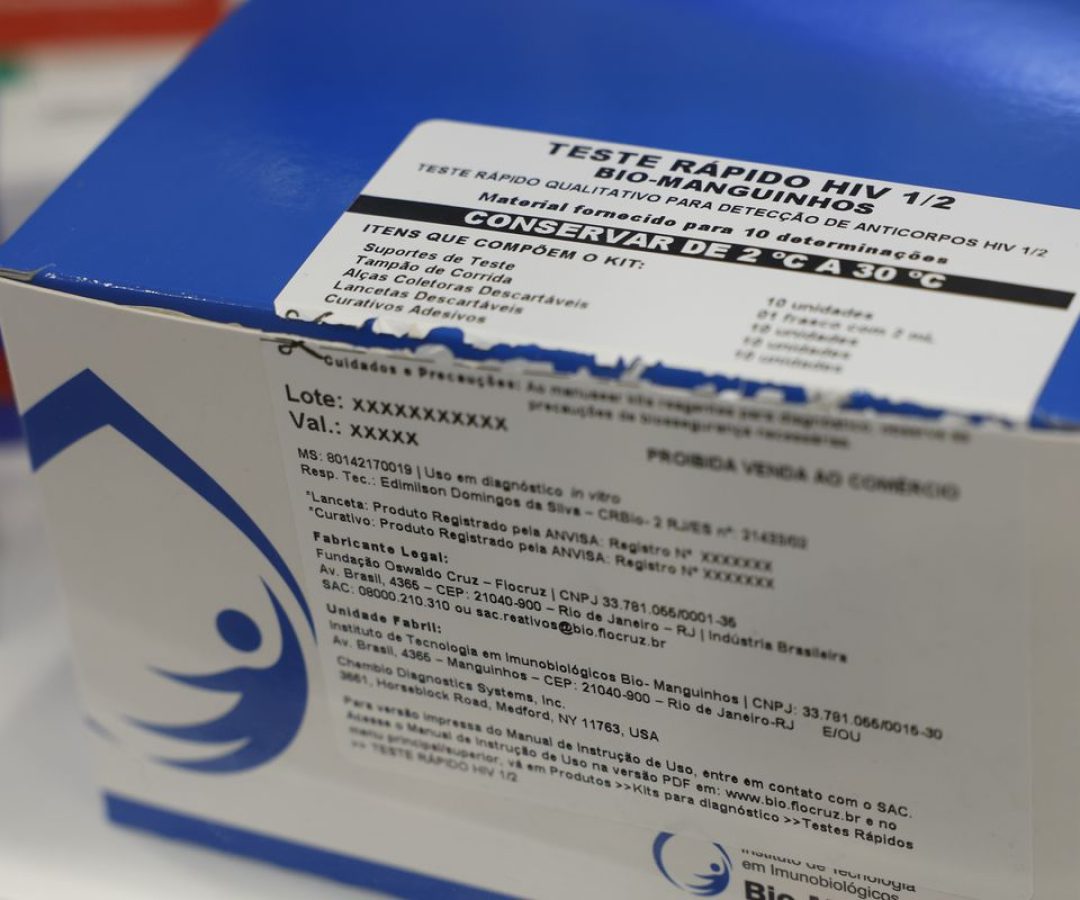 TESTE RÁPIDO HIV 1/2
BIO-MANGUINHOS
TESTE RÁPIDO QUALITATIVO PARA DETECÇÃO DE ANTICORPOS HIV 1/2
Material fornecido para 10 determinações
CONSERVAR DE 2 ºC A 30 ºC
ITENS QUE COMPÕEM O KIT:
Suportes de Teste 10 unidades
Tampão de Corrida 01 frasco com 2 mL
Alças Coletoras Descartáveis 10 unidades
Lancetas Descartáveis 10 unidades
Curativos Adesivos 10 unidades
Cuidados e Precauções: Ao manusear os reagentes para diagnóstico,
precauções de biossegurança necessárias.
Lote: XXXXXXXXXXX
Val.: XXXXX
PROIBIDA VENDA AO COMÉRCIO
MS: 80142170019 | Uso em diagnóstico in vitro
Resp. Tec.: Edimilson Domingos da Silva – CRBio- 2 RJ/ES nº:
*Lanceta: Produto Registrado pela ANVISA: Registro N° XXXXXXX
*Curativo: Produto Registrado pela ANVISA: Registro N° XXXXXXX
Fabricante Legal:
Fundação Oswaldo Cruz – Fiocruz | CNPJ 33.781.055/0001-35
Av. Brasil, 4365 – CEP: 21040-900 – Rio de Janeiro – RJ | Indústria Brasileira
SAC: 08000.210.310 ou sac.reativos@bio.fiocruz.br
Unidade Fabril:
Instituto de Tecnologia em Imunobiológicos Bio- Manguinhos | CNPJ: 33.781.055/0015-30
Av. Brasil, 4365 – Manguinhos – CEP: 21040-900 – Rio de Janeiro-RJ E/OU
Chembio Diagnostics Systems, Inc.
3661, Horseblock Road, Medford, NY 11763, USA
Para versão impressa do Manual de Instrução de Uso, entre em contato com o SAC.
Acesse o Manual de Instrução de Uso na versão PDF em: www.bio.fiocruz.br e no
menu principal/superior, vá em Produtos >>Kits para diagnóstico >>Testes Rápidos
>> TESTE RÁPIDO HIV 1/2
Instituto de Tecnologia
em Imunobiológicos